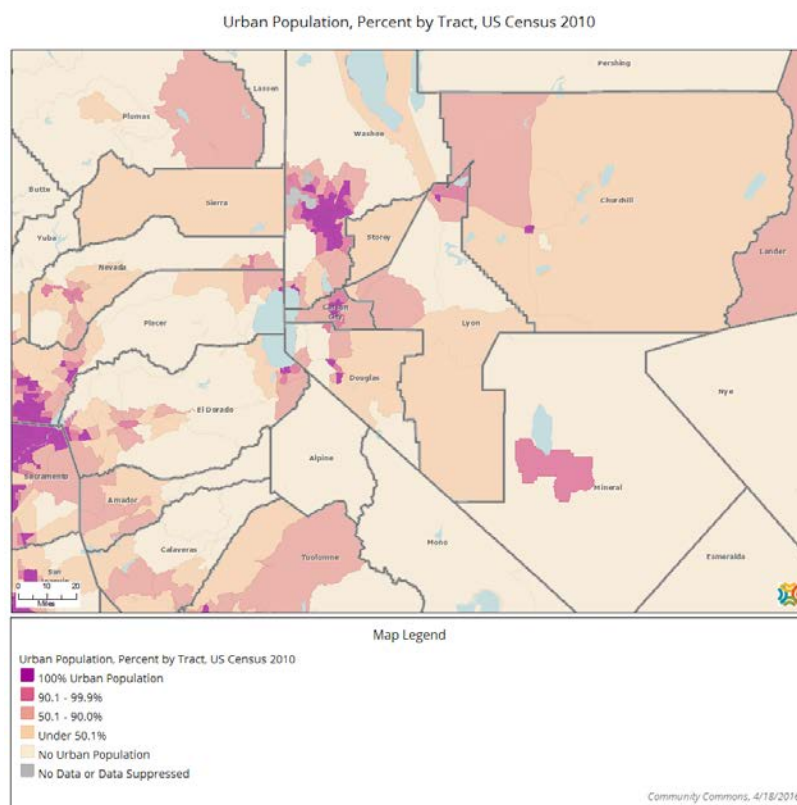 Urban Population, Percent by Tract, US Census 2010
Pershing
Lassen
Plumas
Washoe
Butte
Churchill
Sierra
Yuba
Storey
Lander
Nevada
Carson
City
Placer
Lyon
Douglas
Nye
El Dorado
Alpine
Sacramento
Mineral
Amador
Mono
Calaveras
Tuolumne
Esmeralda
San
0 10 20
Miles
Map Legend
Urban Population, Percent by Tract, US Census 2010
100% Urban Population
90.1 - 99.9%
50.1 - 90.0%
Under 50.1%
No Urban Population
No Data or Data Suppressed
Community Commons, 4/18/2016